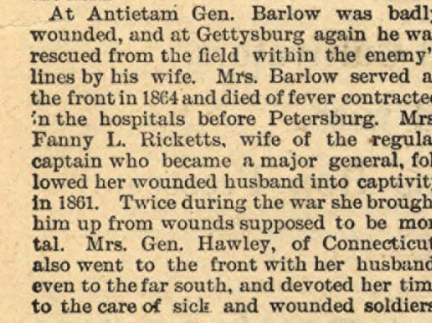 At Antietam Gen. Barlow was badly
wounded, and at Gettysburg again he wa
rescued from the field within the enemy'
lines by his wife. Mrs. Barlow served a
the front in 1864 and died of fever contracte
in the hospitals before Petersburg. Mrs
Fanny L. Ricketts, wife of the regula
captain who became a major general, fol
lowed her wounded husband into captivit
in 1861. Twice during the war she brough
him up from wounds supposed to be mor
tal. Mrs. Gen. Hawley, of Connecticut
also went to the front with her husband
even to the far south, and devoted her tim
to the care of sick and wounded soldiers